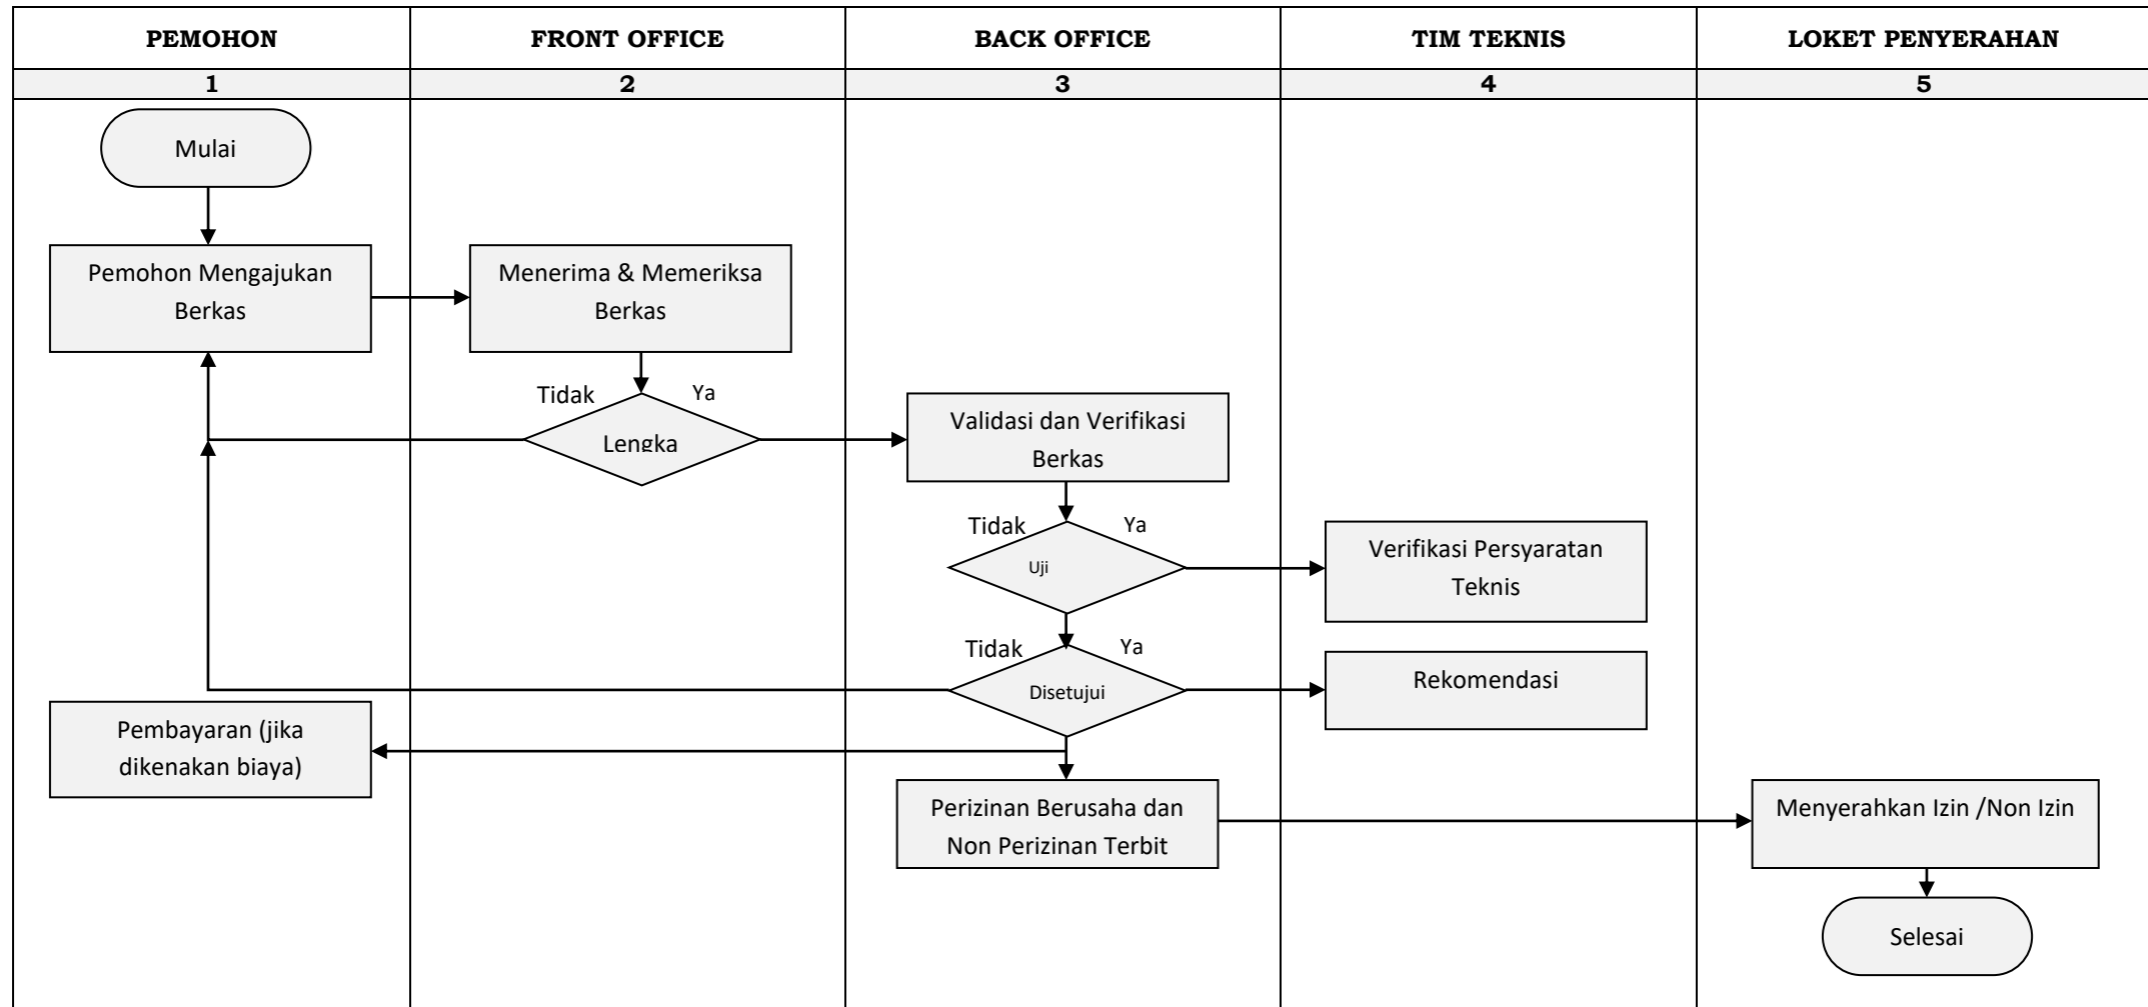 PEMOHON
FRONT OFFICE
BACK OFFICE
TIM TEKNIS
LOKET PENYERAHAN
1
2
3
4
5
Mulai
Pemohon Mengajukan
Berkas
Menerima & Memeriksa
Berkas
Tidak
Ya
Lengka
Validasi dan Verifikasi
Berkas
Tidak
Ya
Uji
Verifikasi Persyaratan
Teknis
Tidak
Ya
Disetujui
Rekomendasi
Pembayaran (jika
dikenakan biaya)
Perizinan Berusaha dan
Non Perizinan Terbit
Menyerahkan Izin /Non Izin
Selesai